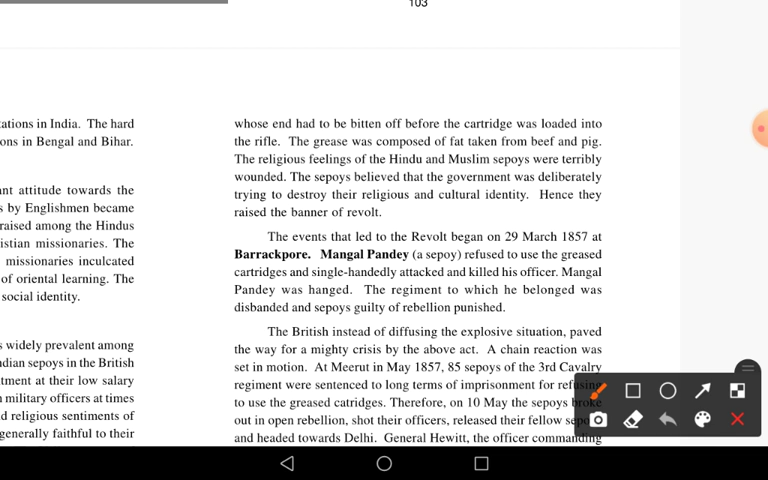 103
tations in India. The hard
ons in Bengal and Bihar.
ant attitude towards the
s by Englishmen became
raised among the Hindus
istian missionaries. The
missionaries inculcated
of oriental learning. The
social identity.
s widely prevalent among
dian sepoys in the British
tment at their low salary
n military officers at times
d religious sentiments of
generally faithful to their
whose end had to be bitten off before the cartridge was loaded into
the rifle. The grease was composed of fat taken from beef and pig.
The religious feelings of the Hindu and Muslim sepoys were terribly
wounded. The sepoys believed that the government was deliberately
trying to destroy their religious and cultural identity. Hence they
raised the banner of revolt.
The events that led to the Revolt began on 29 March 1857 at
Barrackpore. Mangal Pandey (a sepoy) refused to use the greased
cartridges and single-handedly attacked and killed his officer. Mangal
Pandey was hanged. The regiment to which he belonged was
disbanded and sepoys guilty of rebellion punished.
The British instead of diffusing the explosive situation, paved
the way for a mighty crisis by the above act. A chain reaction was
set in motion. At Meerut in May 1857, 85 sepoys of the 3rd Cavalry
regiment were sentenced to long terms of imprisonment for refusing
to use the greased catridges. Therefore, on 10 May the sepoys broke
out in open rebellion, shot their officers, released their fellow sepoys
and headed towards Delhi. General Hewitt, the officer commanding